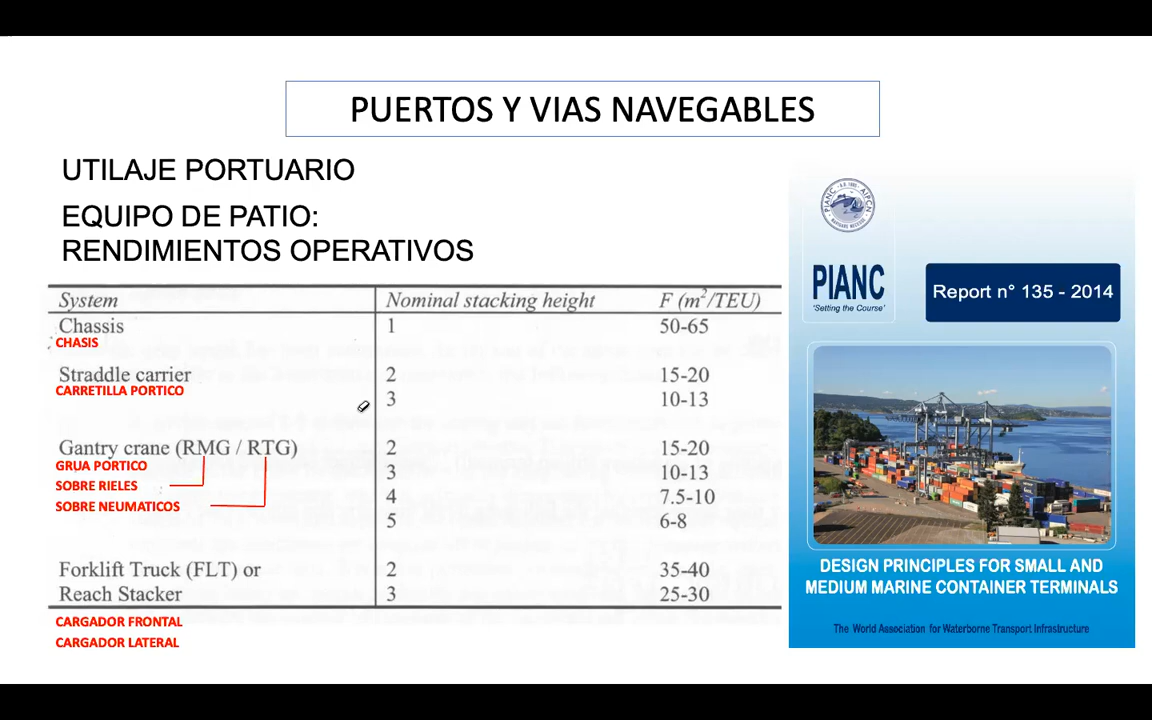 PUERTOS Y VIAS NAVEGABLES
UTILAJE PORTUARIO
EQUIPO DE PATIO:
RENDIMIENTOS OPERATIVOS
System Nominal stacking height F (m²/TEU)
Chassis 1 50-65
CHASIS
Straddle carrier 2 15-20
CARRETILLA PORTICO
3 10-13
Gantry crane (RMG / RTG) 2 15-20
GRUA PORTICO
3 10-13
SOBRE RIELES
4 7.5-10
SOBRE NEUMATICOS
5 6-8
Forklift Truck (FLT) or 2 35-40
Reach Stacker 3 25-30
CARGADOR FRONTAL
CARGADOR LATERAL
PIANC
"Setting the Course"
Report n° 135 - 2014
DESIGN PRINCIPLES FOR SMALL AND
MEDIUM MARINE CONTAINER TERMINALS
The World Association for Waterborne Transport Infrastructure